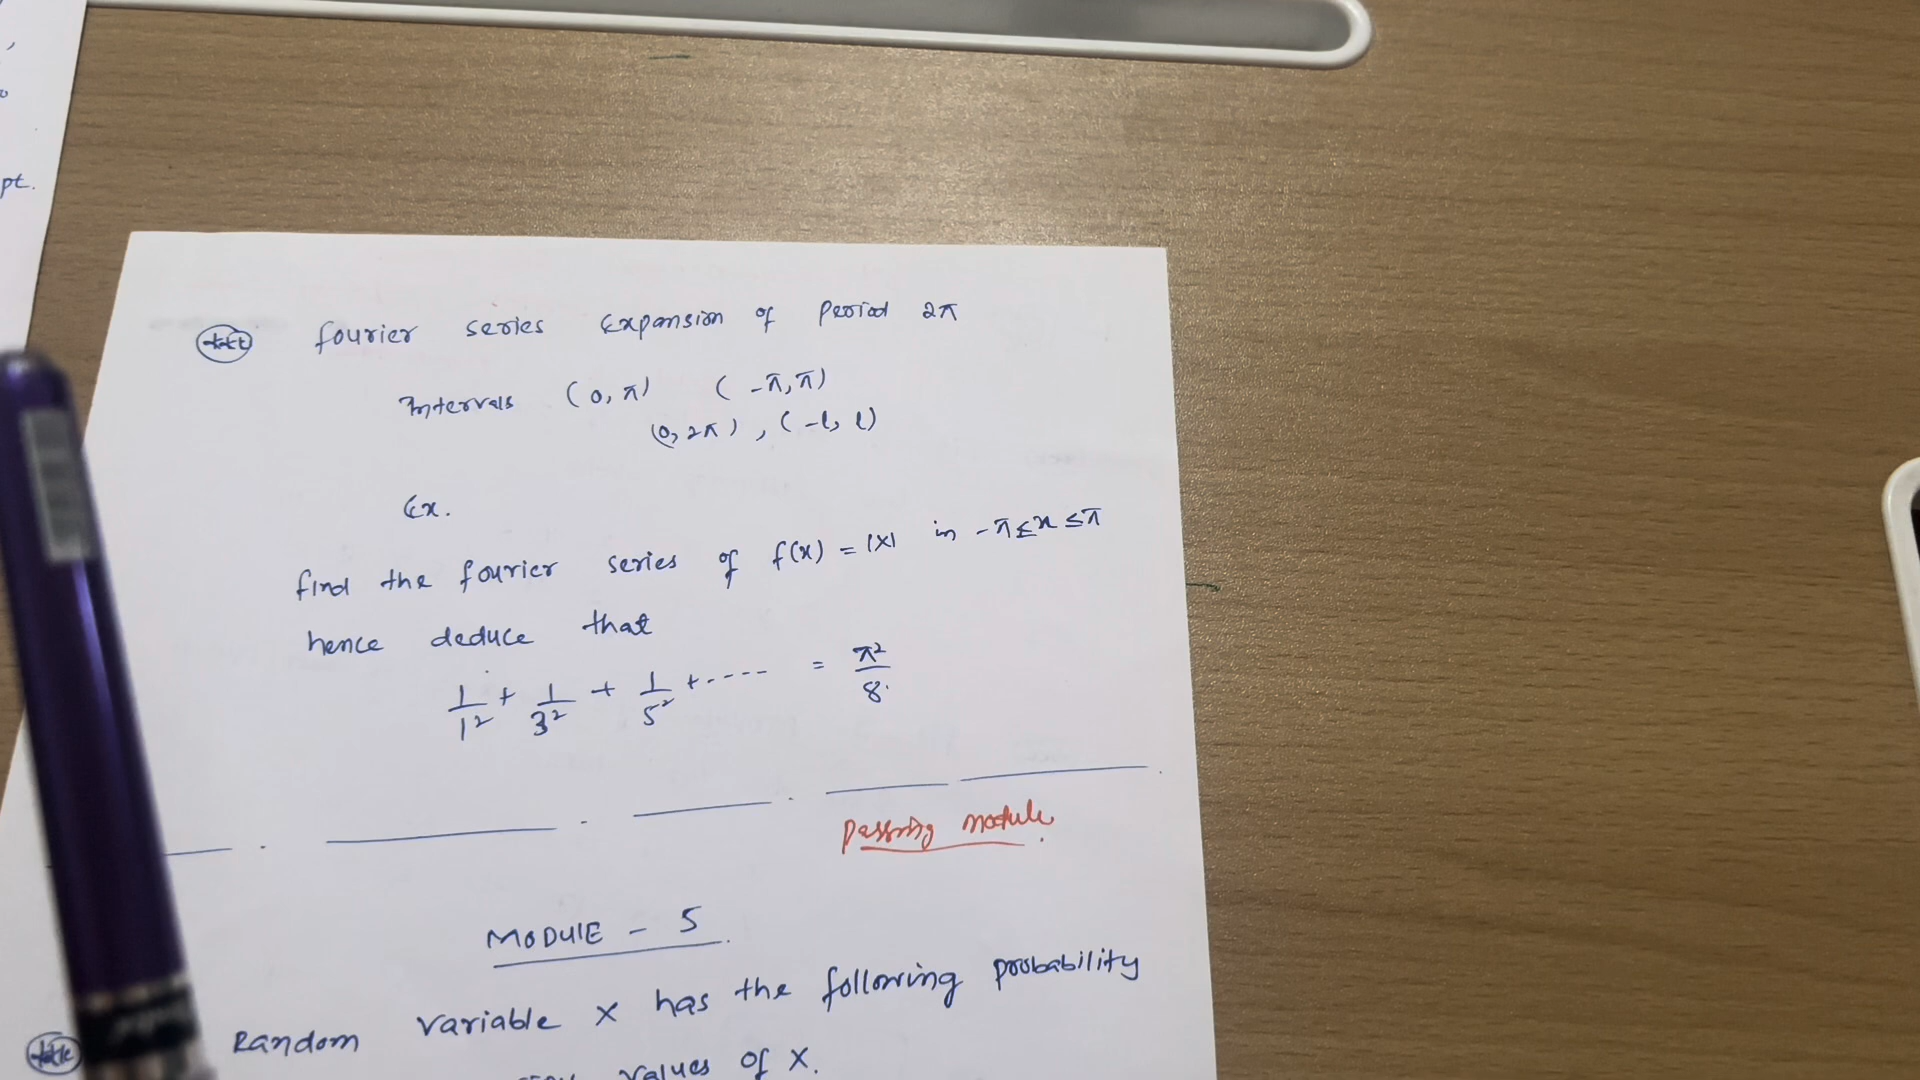 pt.
Fourier series Expansion of Period 2π
Intervals (0, π) (-π, π)
(0, 2π), (-l, l)
Ex.
find the fourier series of f(x) = |x| in -π ≤ x ≤ π
hence deduce that
1/1² + 1/3² + 1/5² + ---- = π²/8.
Passing module.
MODULE - 5
Random variable x has the following probability
values of x.